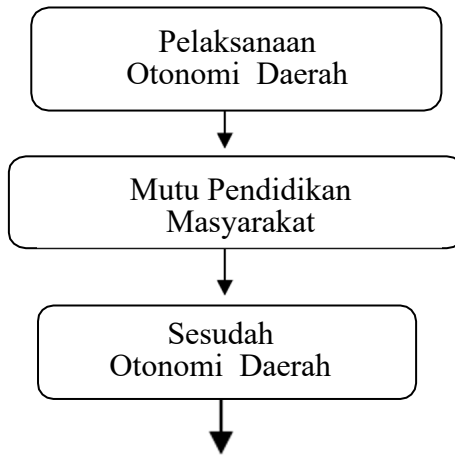 Pelaksanaan
Otonomi Daerah
Mutu Pendidikan
Masyarakat
Sesudah
Otonomi Daerah